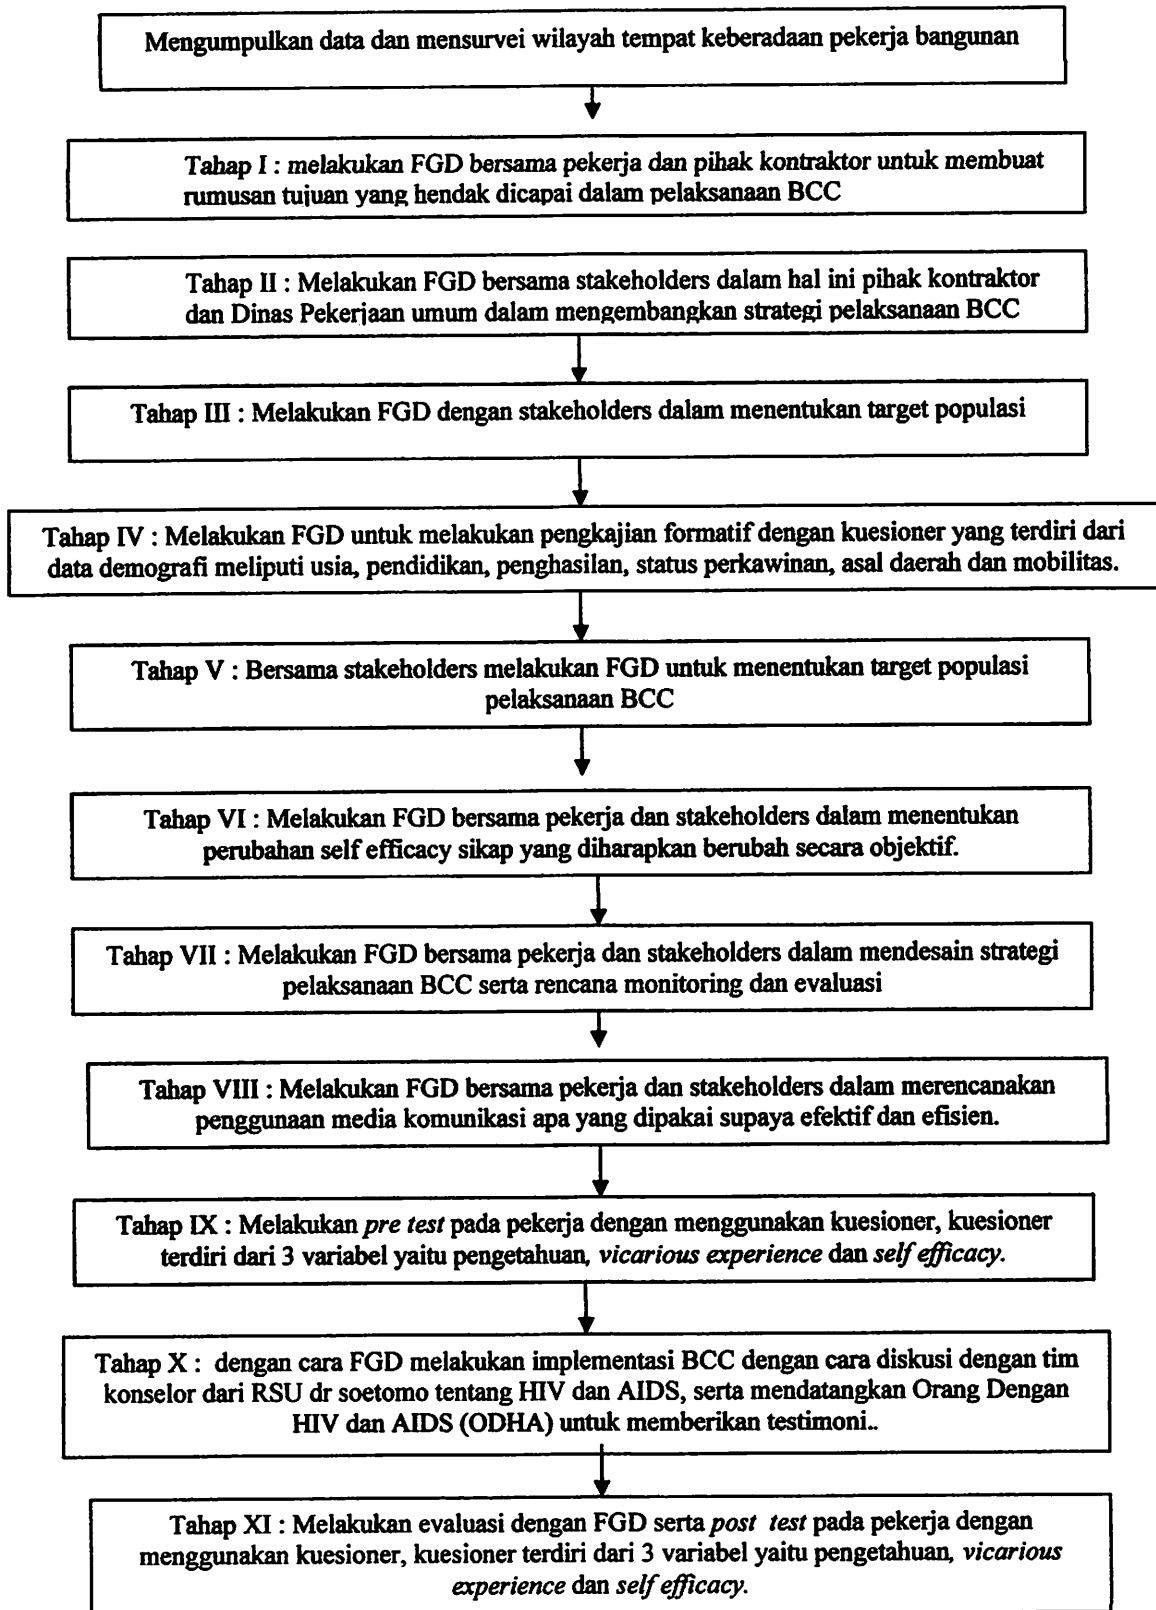 Mengumpulkan data dan mensurvei wilayah tempat keberadaan pekerja bangunan
Tahap I : melakukan FGD bersama pekerja dan pihak kontraktor untuk membuat
rumusan tujuan yang hendak dicapai dalam pelaksanaan BCC
Tahap II : Melakukan FGD bersama stakeholders dalam hal ini pihak kontraktor
dan Dinas Pekerjaan umum dalam mengembangkan strategi pelaksanaan BCC
Tahap III : Melakukan FGD dengan stakeholders dalam menentukan target populasi
Tahap IV : Melakukan FGD untuk melakukan pengkajian formatif dengan kuesioner yang terdiri dari
data demografi meliputi usia, pendidikan, penghasilan, status perkawinan, asal daerah dan mobilitas.
Tahap V : Bersama stakeholders melakukan FGD untuk menentukan target populasi
pelaksanaan BCC
Tahap VI : Melakukan FGD bersama pekerja dan stakeholders dalam menentukan
perubahan self efficacy sikap yang diharapkan berubah secara objektif.
Tahap VII : Melakukan FGD bersama pekerja dan stakeholders dalam mendesain strategi
pelaksanaan BCC serta rencana monitoring dan evaluasi
Tahap VIII : Melakukan FGD bersama pekerja dan stakeholders dalam merencanakan
penggunaan media komunikasi apa yang dipakai supaya efektif dan efisien.
Tahap IX : Melakukan pre test pada pekerja dengan menggunakan kuesioner, kuesioner
terdiri dari 3 variabel yaitu pengetahuan, vicarious experience dan self efficacy.
Tahap X : dengan cara FGD melakukan implementasi BCC dengan cara diskusi dengan tim
konselor dari RSU dr soetomo tentang HIV dan AIDS, serta mendatangkan Orang Dengan
HIV dan AIDS (ODHA) untuk memberikan testimoni..
Tahap XI : Melakukan evaluasi dengan FGD serta post test pada pekerja dengan
menggunakan kuesioner, kuesioner terdiri dari 3 variabel yaitu pengetahuan, vicarious
experience dan self efficacy.